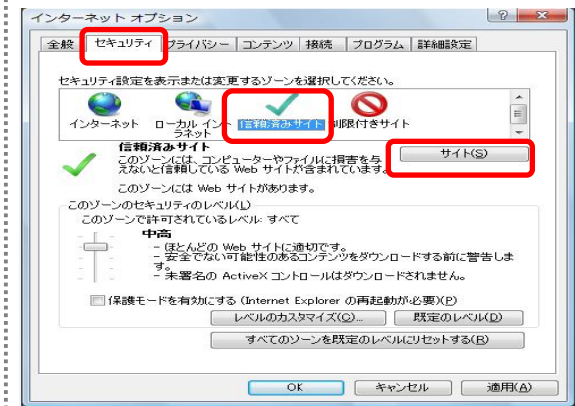 インターネット オプション
全般 セキュリティ プライバシー コンテンツ 接続 プログラム 詳細設定
セキュリティ設定を表示または変更するゾーンを選択してください。
インターネット ローカル イントラネット 信頼済みサイト 制限付きサイト
信頼済みサイト
サイト(S)
このゾーンには、コンピューターやファイルに損害を与
えないと信頼している Web サイトが含まれています。
このゾーンには Web サイトがあります。
このゾーンのセキュリティのレベル(L)
このゾーンで許可されているレベル: すべて
中高
- ほとんどの Web サイトに適切です。
- 安全でない可能性のあるコンテンツをダウンロードする前に警告しま
す。
- 未署名の ActiveX コントロールはダウンロードされません。
保護モードを有効にする (Internet Explorer の再起動が必要)(P)
レベルのカスタマイズ(C)... 既定のレベル(D)
すべてのゾーンを既定のレベルにリセットする(R)
OK キャンセル 適用(A)